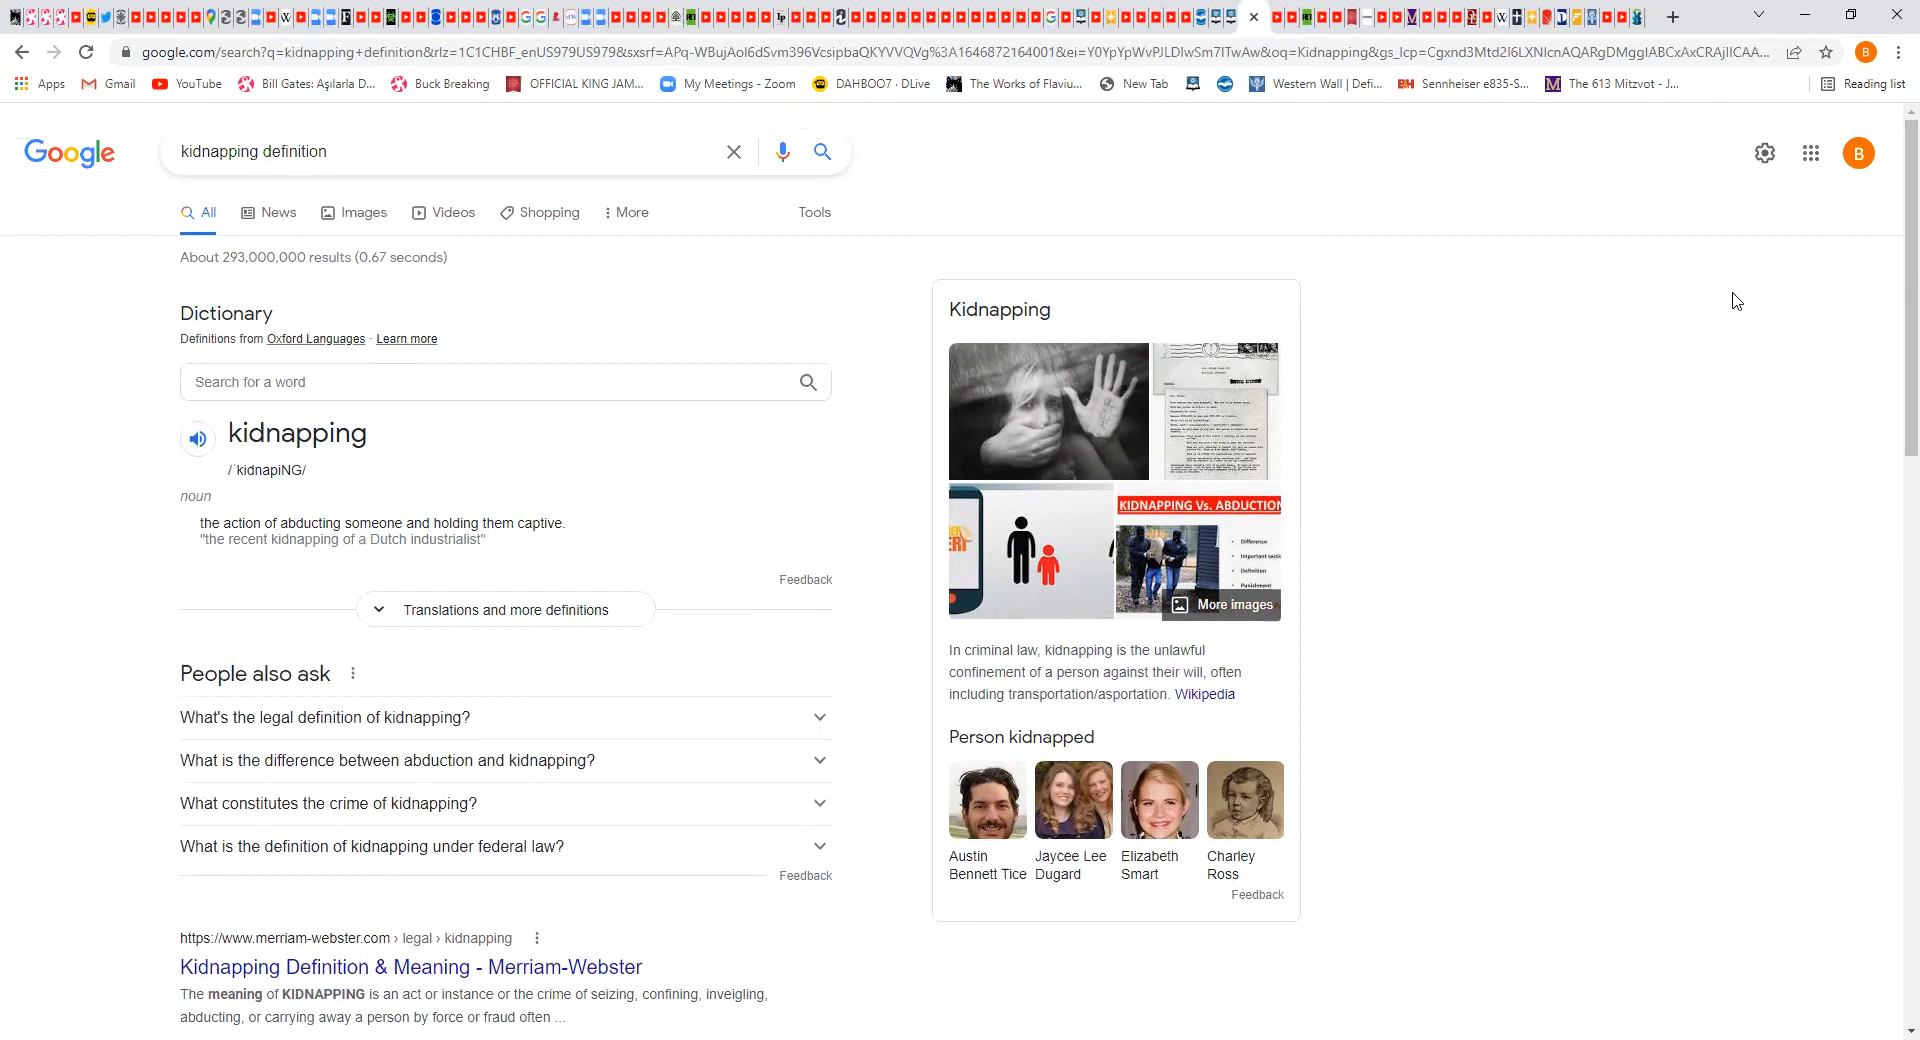 google.com/search?q=kidnapping+definition&rlz=1C1CHBF_enUS979US979&sxsrf=APq-WBujAol6dSvm396VcsipbaQKYVVQVg%3A1646872164001&ei=Y0YpYpWvPJLDlwSm7ITwAw&oq=Kidnapping&gs_lcp=Cgxnd3Mtd2l6LXNlcnAQARgDMggIABCxAxCRAjIICAA...
B
Apps
Gmail
YouTube
Bill Gates: Aşılarla D...
Buck Breaking
OFFICIAL KING JAM...
My Meetings - Zoom
DAHBOO7 · DLive
The Works of Flaviu...
New Tab
Western Wall | Defi...
Sennheiser e835-S...
The 613 Mitzvot - J...
Reading list
Google
kidnapping definition
B
All
News
Images
Videos
Shopping
More
Tools
About 293,000,000 results (0.67 seconds)
Dictionary
Definitions from Oxford Languages · Learn more
Search for a word
kidnapping
/ˈkidnapiNG/
noun
the action of abducting someone and holding them captive.
"the recent kidnapping of a Dutch industrialist"
Feedback
Translations and more definitions
People also ask
What's the legal definition of kidnapping?
What is the difference between abduction and kidnapping?
What constitutes the crime of kidnapping?
What is the definition of kidnapping under federal law?
Feedback
https://www.merriam-webster.com › legal › kidnapping
Kidnapping Definition & Meaning - Merriam-Webster
The meaning of KIDNAPPING is an act or instance or the crime of seizing, confining, inveigling,
abducting, or carrying away a person by force or fraud often ...
Kidnapping
KIDNAPPING Vs. ABDUCTION
Difference
Important secti
Definition
Punishment
More images
In criminal law, kidnapping is the unlawful
confinement of a person against their will, often
including transportation/asportation. Wikipedia
Person kidnapped
Austin
Bennett Tice
Jaycee Lee
Dugard
Elizabeth
Smart
Charley
Ross
Feedback